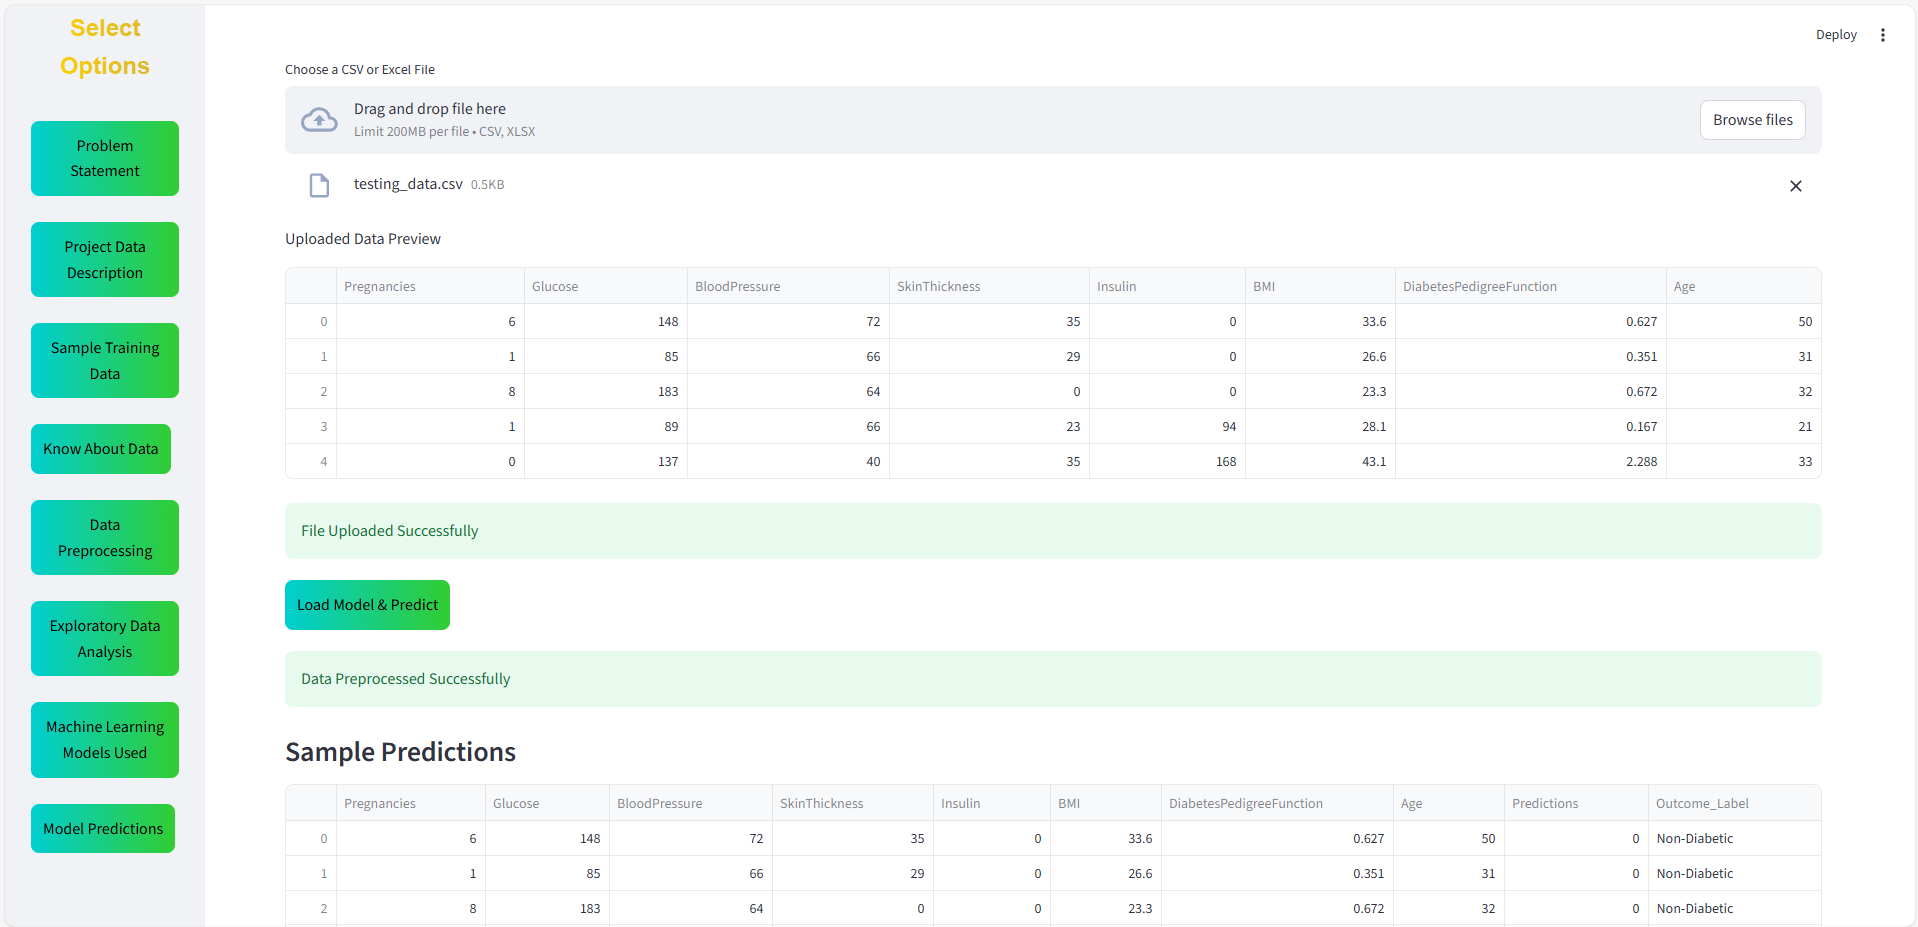 Select
Options
Problem
Statement
Project Data
Description
Sample Training
Data
Know About Data
Data
Preprocessing
Exploratory Data
Analysis
Machine Learning
Models Used
Model Predictions
Deploy
Choose a CSV or Excel File
Drag and drop file here
Limit 200MB per file • CSV, XLSX
Browse files
testing_data.csv 0.5KB
Uploaded Data Preview
Pregnancies Glucose BloodPressure SkinThickness Insulin BMI DiabetesPedigreeFunction Age
0 6 148 72 35 0 33.6 0.627 50
1 1 85 66 29 0 26.6 0.351 31
2 8 183 64 0 0 23.3 0.672 32
3 1 89 66 23 94 28.1 0.167 21
4 0 137 40 35 168 43.1 2.288 33
File Uploaded Successfully
Load Model & Predict
Data Preprocessed Successfully
Sample Predictions
Pregnancies Glucose BloodPressure SkinThickness Insulin BMI DiabetesPedigreeFunction Age Predictions Outcome_Label
0 6 148 72 35 0 33.6 0.627 50 0 Non-Diabetic
1 1 85 66 29 0 26.6 0.351 31 0 Non-Diabetic
2 8 183 64 0 0 23.3 0.672 32 0 Non-Diabetic